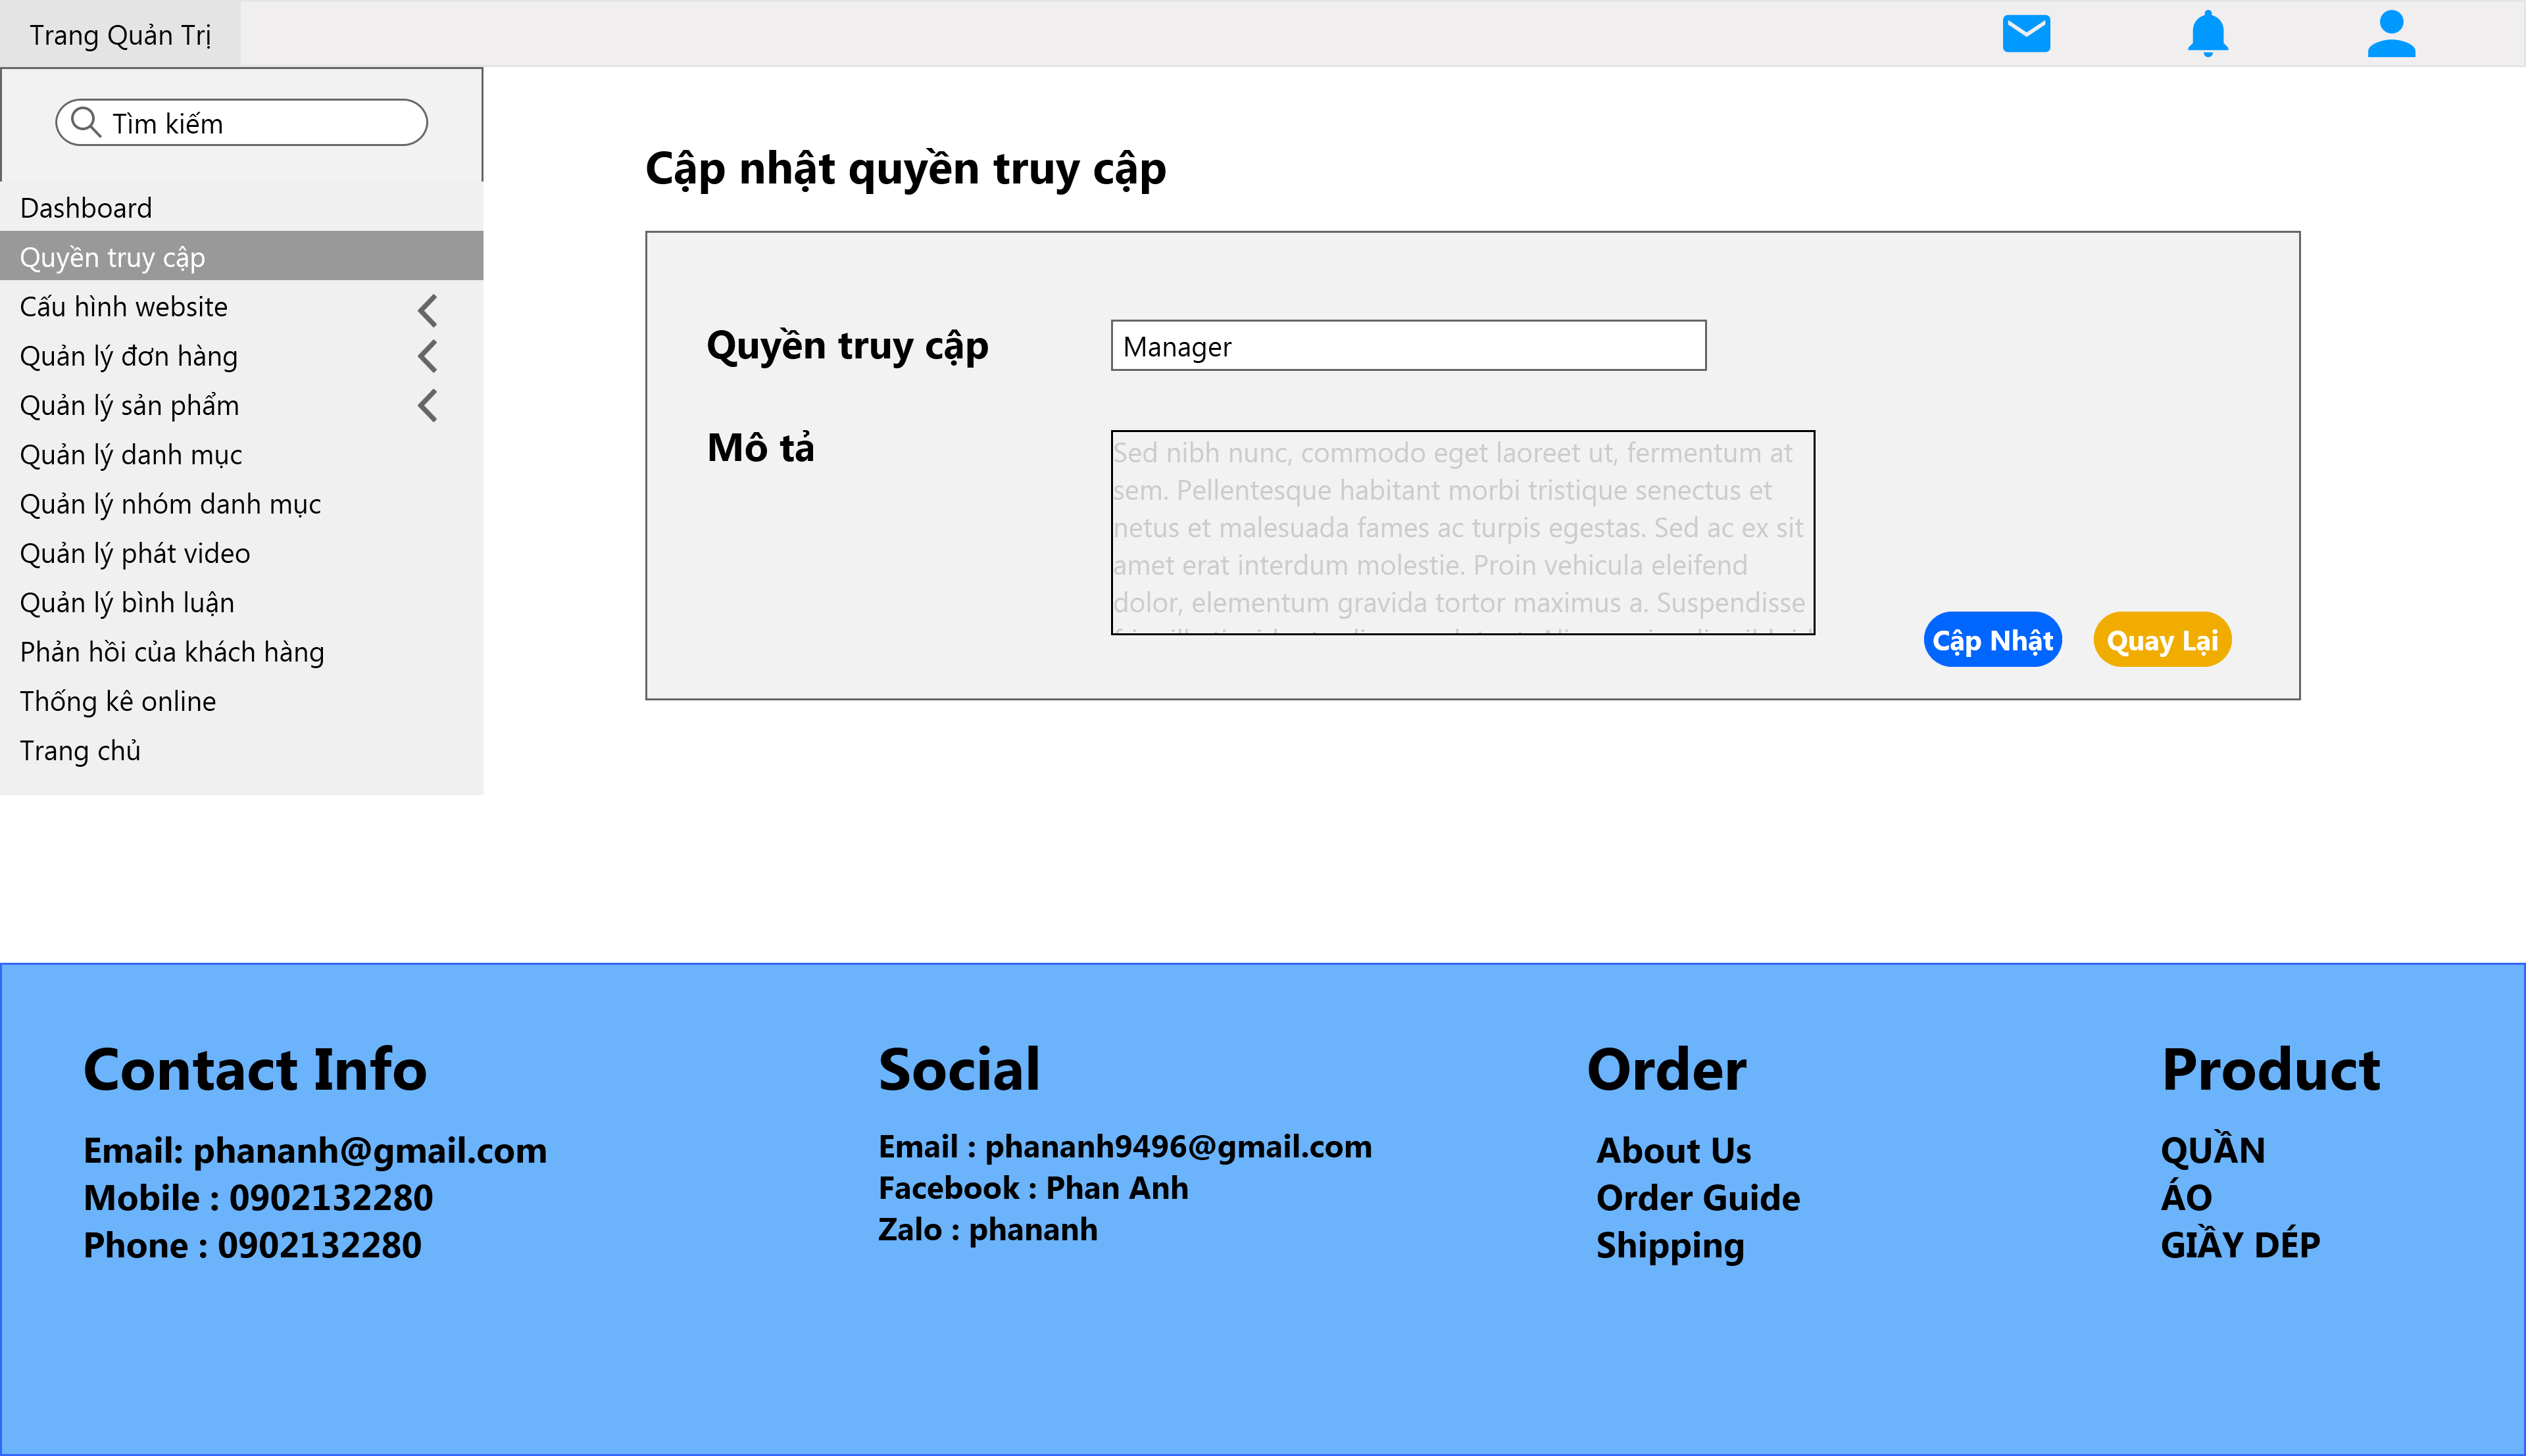 Trang Quản Trị
Tìm kiếm
Dashboard
Quyền truy cập
Cấu hình website
Quản lý đơn hàng
Quản lý sản phẩm
Quản lý danh mục
Quản lý nhóm danh mục
Quản lý phát video
Quản lý bình luận
Phản hồi của khách hàng
Thống kê online
Trang chủ
Cập nhật quyền truy cập
Quyền truy cập
Manager
Mô tả
Sed nibh nunc, commodo eget laoreet ut, fermentum at
sem. Pellentesque habitant morbi tristique senectus et
netus et malesuada fames ac turpis egestas. Sed ac ex sit
amet erat interdum molestie. Proin vehicula eleifend
dolor, elementum gravida tortor maximus a. Suspendisse
Cập Nhật
Quay Lại
Contact Info
Email: phananh@gmail.com
Mobile : 0902132280
Phone : 0902132280
Social
Email : phananh9496@gmail.com
Facebook : Phan Anh
Zalo : phananh
Order
About Us
Order Guide
Shipping
Product
QUẦN
ÁO
GIẦY DÉP